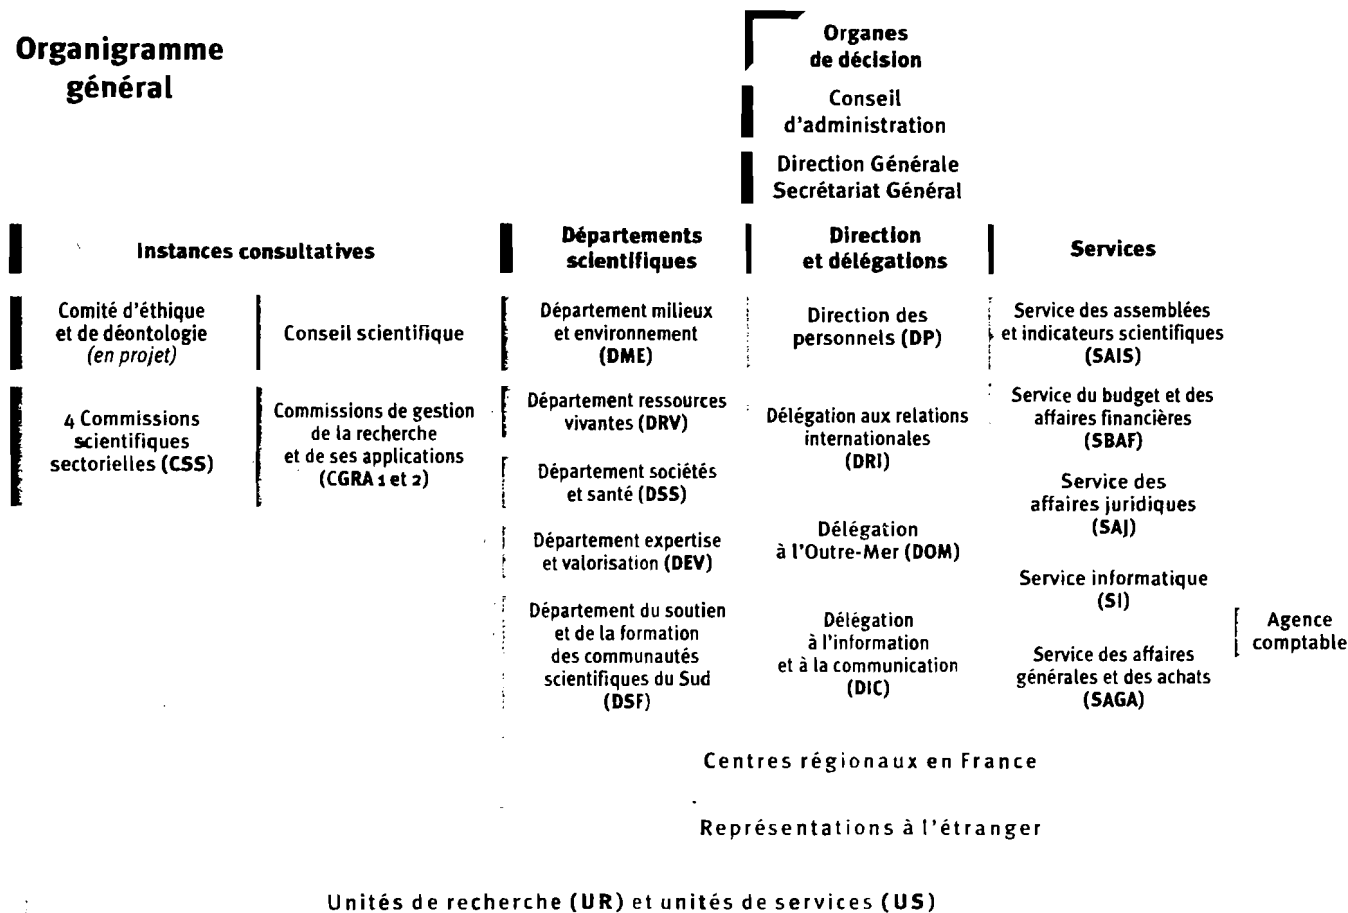 Organigramme
général
Organes
de décision
Conseil
d'administration
Direction Générale
Secrétariat Général
Instances consultatives
Comité d'éthique
et de déontologie
(en projet)
Conseil scientifique
4 Commissions
scientifiques
sectorielles (CSS)
Commissions de gestion
de la recherche
et de ses applications
(CGRA 1 et 2)
Départements
scientifiques
Département milieux
et environnement
(DME)
Département ressources
vivantes (DRV)
Département sociétés
et santé (DSS)
Département expertise
et valorisation (DEV)
Département du soutien
et de la formation
des communautés
scientifiques du Sud
(DSF)
Direction
et délégations
Direction des
personnels (DP)
Délégation aux relations
internationales
(DRI)
Délégation
à l'Outre-Mer (DOM)
Délégation
à l'information
et à la communication
(DIC)
Services
Service des assemblées
et indicateurs scientifiques
(SAIS)
Service du budget et des
affaires financières
(SBAF)
Service des
affaires juridiques
(SAJ)
Service informatique
(SI)
Service des affaires
générales et des achats
(SAGA)
Agence
comptable
Centres régionaux en France
Représentations à l'étranger
Unités de recherche (UR) et unités de services (US)